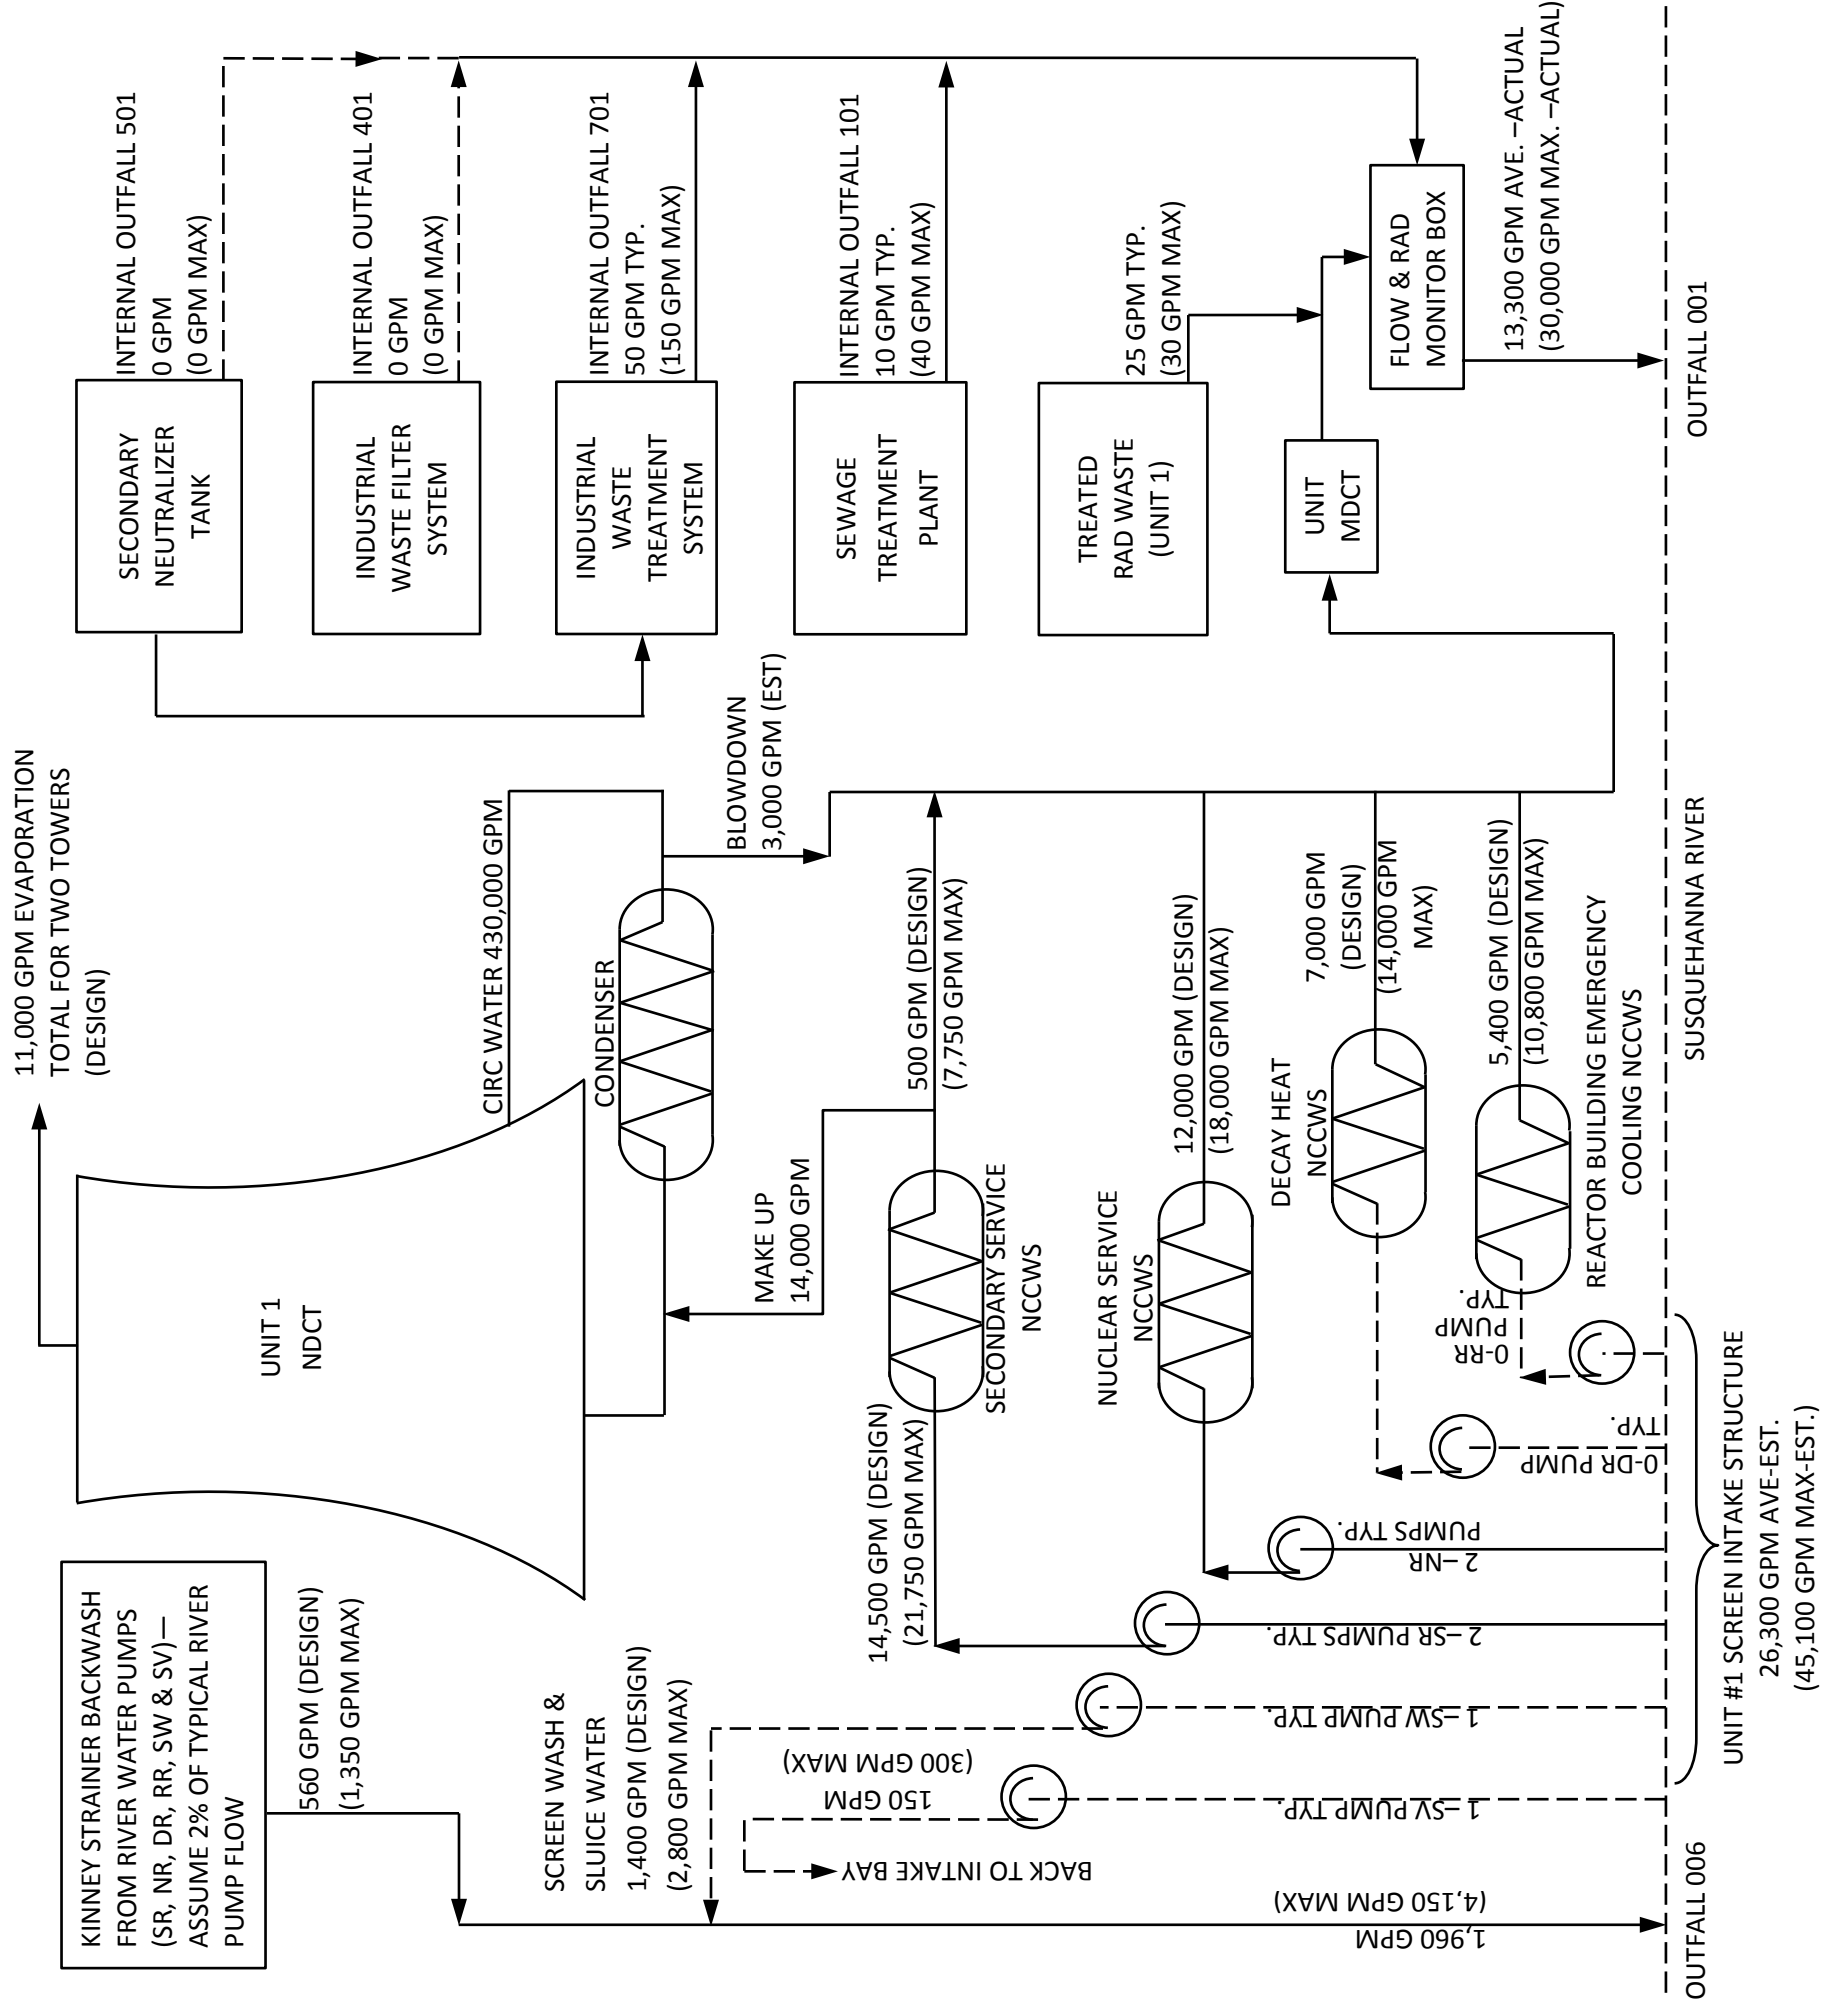 KINNEY STRAINER BACKWASH
FROM RIVER WATER PUMPS
(SR, NR, DR, RR, SW & SV)—
ASSUME 2% OF TYPICAL RIVER
PUMP FLOW
560 GPM (DESIGN)
(1,350 GPM MAX)
SCREEN WASH &
SLUICE WATER
1,400 GPM (DESIGN)
(2,800 GPM MAX)
BACK TO INTAKE BAY
150 GPM
(300 GPM MAX)
1,960 GPM
(4,150 GPM MAX)
OUTFALL 006
1 –SV PUMP TYP.
1 –SW PUMP TYP.
2 –SR PUMPS TYP.
2 –NR
PUMPS TYP.
0-DR PUMP
TYP.
0-RR
PUMP
TYP.
UNIT #1 SCREEN INTAKE STRUCTURE
26,300 GPM AVE-EST.
(45,100 GPM MAX-EST.)
11,000 GPM EVAPORATION
TOTAL FOR TWO TOWERS
(DESIGN)
UNIT 1
NDCT
CIRC WATER 430,000 GPM
CONDENSER
BLOWDOWN
3,000 GPM (EST)
MAKE UP
14,000 GPM
14,500 GPM (DESIGN)
(21,750 GPM MAX)
SECONDARY SERVICE
NCCWS
500 GPM (DESIGN)
(7,750 GPM MAX)
NUCLEAR SERVICE
NCCWS
12,000 GPM (DESIGN)
(18,000 GPM MAX)
DECAY HEAT
NCCWS
7,000 GPM
(DESIGN)
(14,000 GPM
MAX)
REACTOR BUILDING EMERGENCY
COOLING NCCWS
5,400 GPM (DESIGN)
(10,800 GPM MAX)
SUSQUEHANNA RIVER
SECONDARY
NEUTRALIZER
TANK
INTERNAL OUTFALL 501
0 GPM
(0 GPM MAX)
INDUSTRIAL
WASTE FILTER
SYSTEM
INTERNAL OUTFALL 401
0 GPM
(0 GPM MAX)
INDUSTRIAL
WASTE
TREATMENT
SYSTEM
INTERNAL OUTFALL 701
50 GPM TYP.
(150 GPM MAX)
SEWAGE
TREATMENT
PLANT
INTERNAL OUTFALL 101
10 GPM TYP.
(40 GPM MAX)
TREATED
RAD WASTE
(UNIT 1)
25 GPM TYP.
(30 GPM MAX)
UNIT
MDCT
FLOW & RAD
MONITOR BOX
13,300 GPM AVE. –ACTUAL
(30,000 GPM MAX. –ACTUAL)
OUTFALL 001